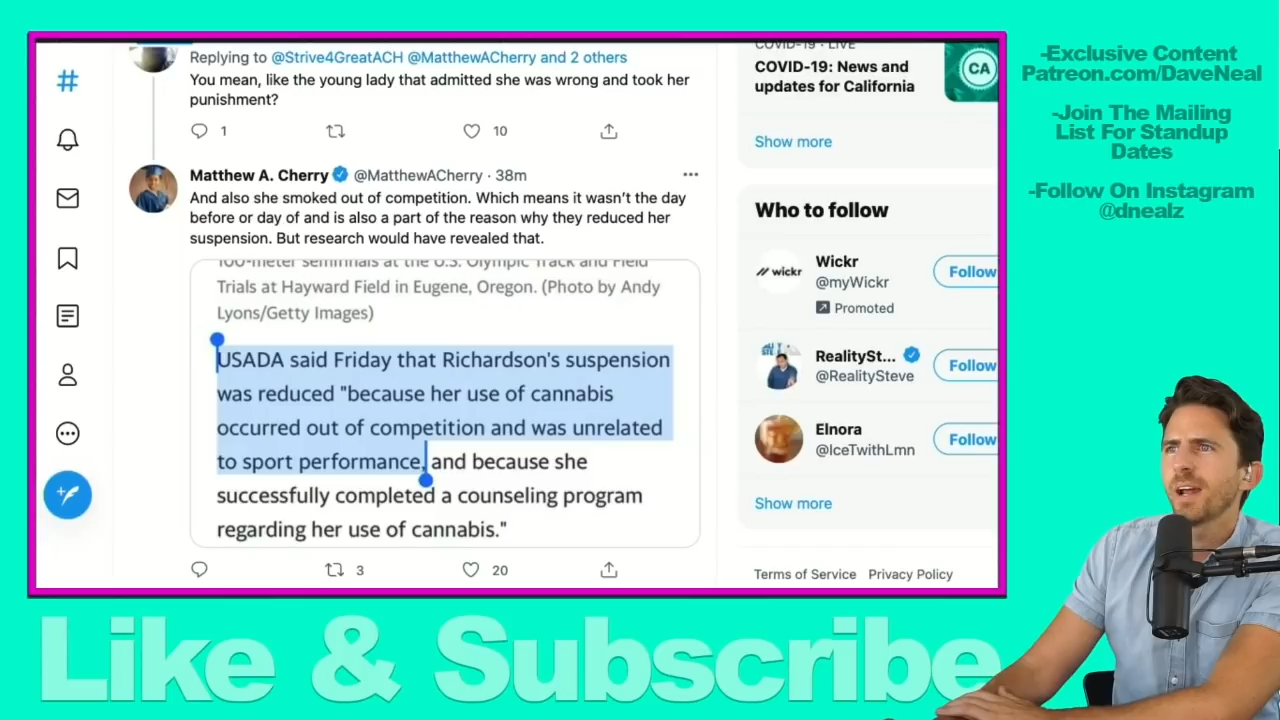 Replying to @Strive4GreatACH @MatthewACherry and 2 others
You mean, like the young lady that admitted she was wrong and took her
punishment?
1
10
Matthew A. Cherry @MatthewACherry · 38m
And also she smoked out of competition. Which means it wasn't the day
before or day of and is also a part of the reason why they reduced her
suspension. But research would have revealed that.
100-meter semifinals at the U.S. Olympic Track and Field
Trials at Hayward Field in Eugene, Oregon. (Photo by Andy
Lyons/Getty Images)
USADA said Friday that Richardson's suspension
was reduced "because her use of cannabis
occurred out of competition and was unrelated
to sport performance, and because she
successfully completed a counseling program
regarding her use of cannabis."
3
20
COVID-19 · LIVE
COVID-19: News and
updates for California
CA
Show more
Who to follow
wickr
Wickr
@myWickr
Promoted
Follow
RealitySt...
@RealitySteve
Follow
Elnora
@IceTwithLmn
Follow
Show more
Terms of Service Privacy Policy
-Exclusive Content
Patreon.com/DaveNeal
-Join The Mailing
List For Standup
Dates
-Follow On Instagram
@dnealz
Like & Subscribe